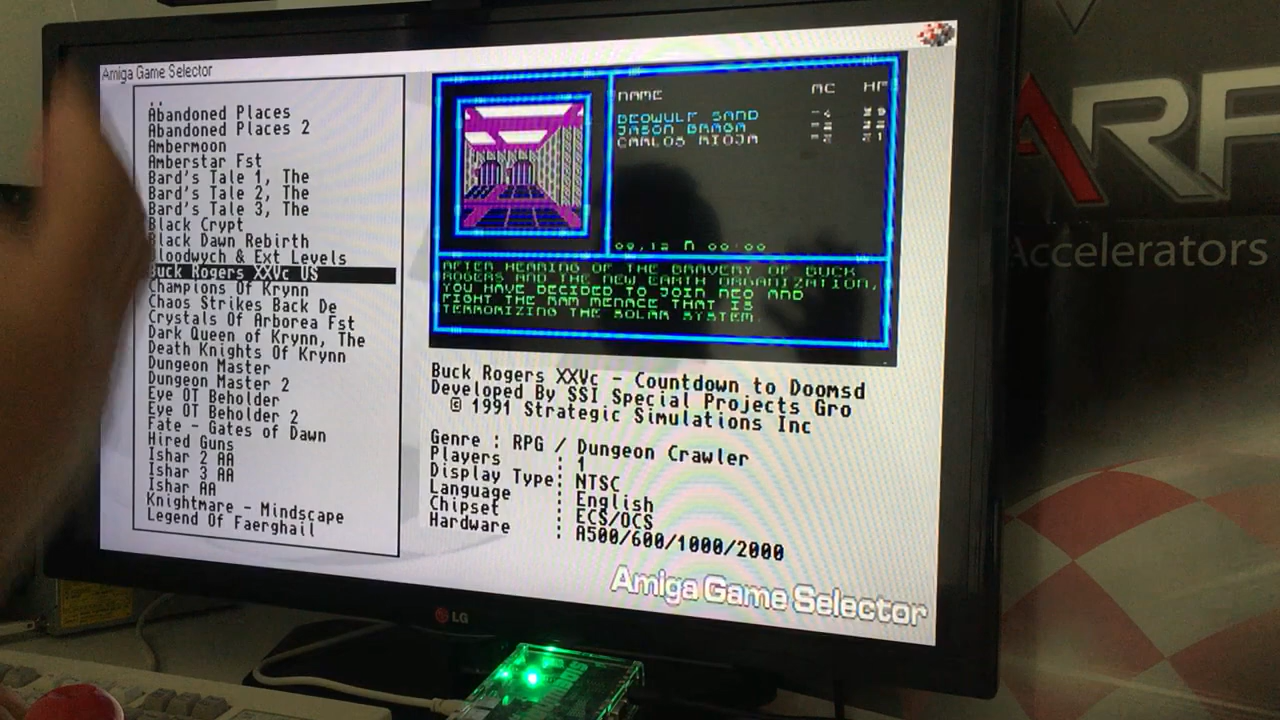 Amiga Game Selector
..
Abandoned Places
Abandoned Places 2
Ambermoon
Amberstar Fst
Bard's Tale 1, The
Bard's Tale 2, The
Bard's Tale 3, The
Black Crypt
Black Dawn Rebirth
Bloodwych & Ext Levels
Buck Rogers XXVc US
Champions Of Krynn
Chaos Strikes Back De
Crystals Of Arborea Fst
Dark Queen of Krynn, The
Death Knights Of Krynn
Dungeon Master
Dungeon Master 2
Eye Of Beholder
Eye Of Beholder 2
Fate - Gates of Dawn
Hired Guns
Ishar 2 AA
Ishar 3 AA
Ishar AA
Knightmare - Mindscape
Legend Of Faerghail
NAME MC HP
BEOWULF SAND
JASON
CARLOS
00:00
AFTER HEARING OF THE BRAVERY OF BUCK
ROGERS AND THE NEW EARTH ORGANIZATION,
YOU HAVE DECIDED TO JOIN NEO AND
FIGHT THE RAM MENACE THAT IS
TERRORIZING THE SOLAR SYSTEM.
Buck Rogers XXVc - Countdown to Doomsd
Developed By SSI Special Projects Gro
© 1991 Strategic Simulations Inc
Genre : RPG / Dungeon Crawler
Players : 1
Display Type: NTSC
Language : English
Chipset : ECS/OCS
Hardware : A500/600/1000/2000
Amiga Game Selector
LG
ARF
Accelerators